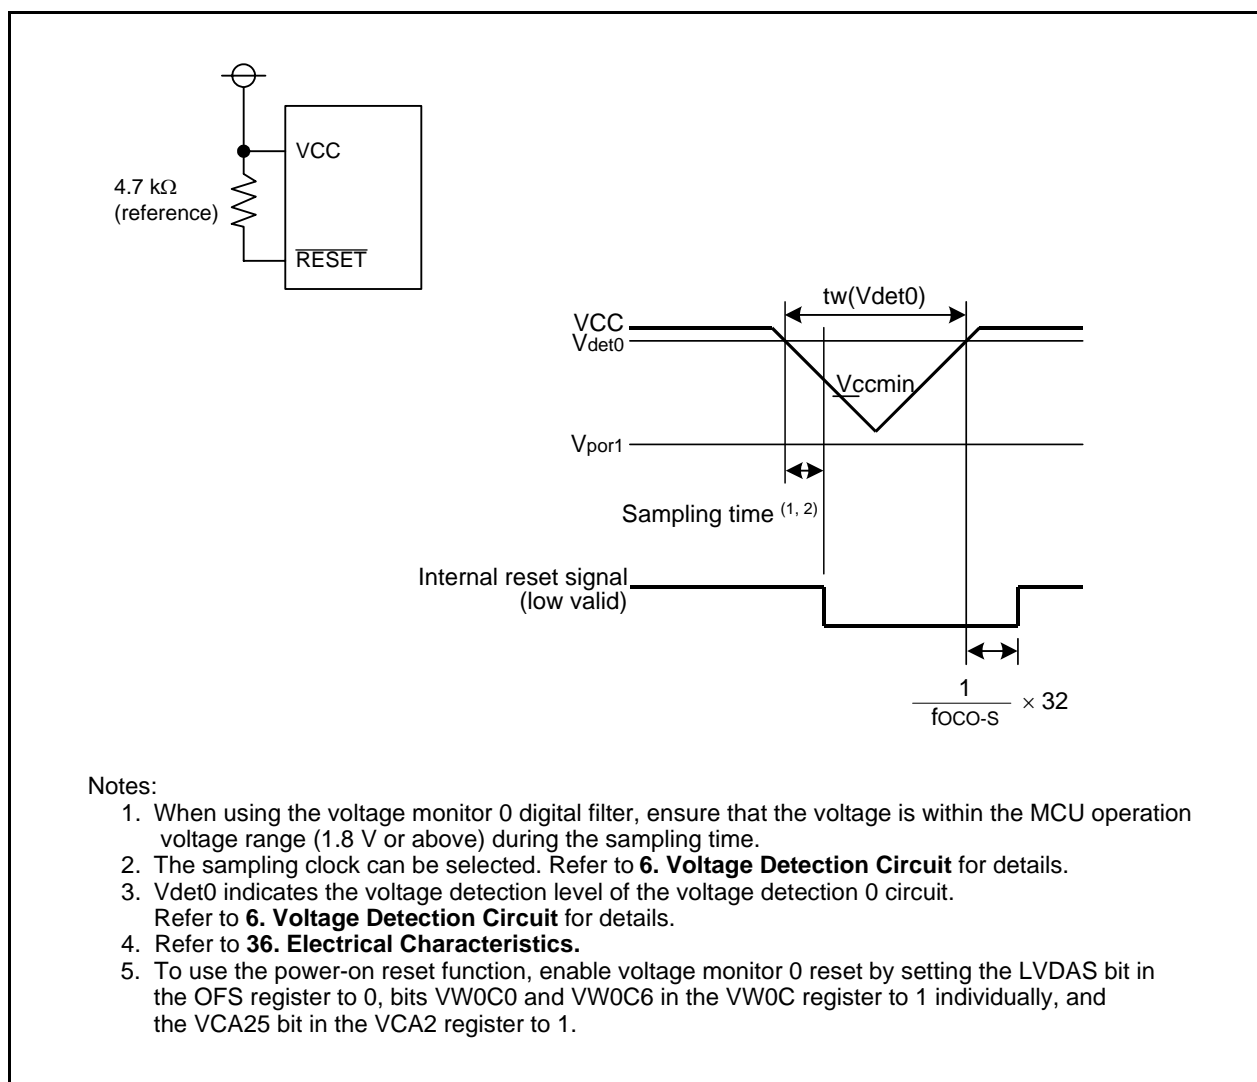 VCC
4.7 kΩ
(reference)
RESET
tw(Vdet0)
VCC
Vdet0
Vccmin
Vpor1
Sampling time (1, 2)
Internal reset signal
(low valid)
1
fOCO-S
× 32
Notes:
1. When using the voltage monitor 0 digital filter, ensure that the voltage is within the MCU operation
voltage range (1.8 V or above) during the sampling time.
2. The sampling clock can be selected. Refer to 6. Voltage Detection Circuit for details.
3. Vdet0 indicates the voltage detection level of the voltage detection 0 circuit.
Refer to 6. Voltage Detection Circuit for details.
4. Refer to 36. Electrical Characteristics.
5. To use the power-on reset function, enable voltage monitor 0 reset by setting the LVDAS bit in
the OFS register to 0, bits VW0C0 and VW0C6 in the VW0C register to 1 individually, and
the VCA25 bit in the VCA2 register to 1.